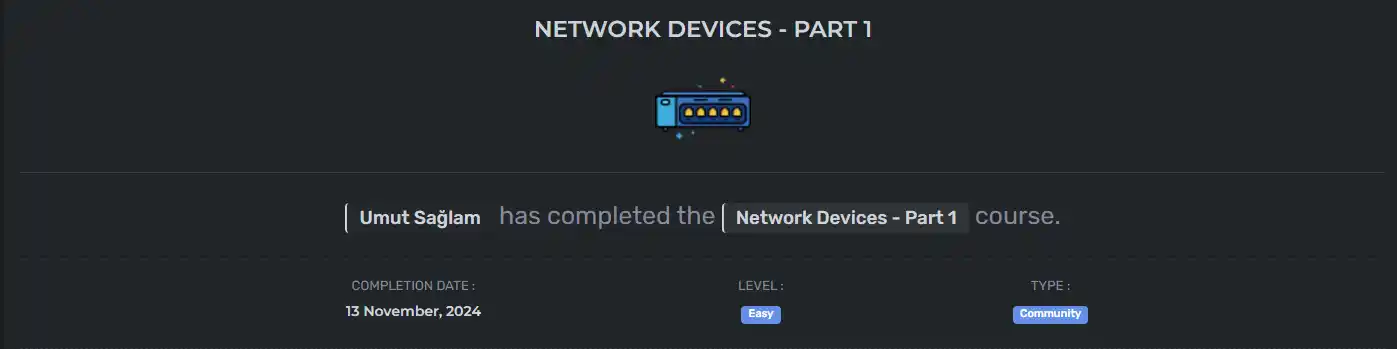 NETWORK DEVICES - PART 1
Umut Sağlam has completed the Network Devices - Part 1 course.
COMPLETION DATE : LEVEL : TYPE :
13 November, 2024 Easy Community